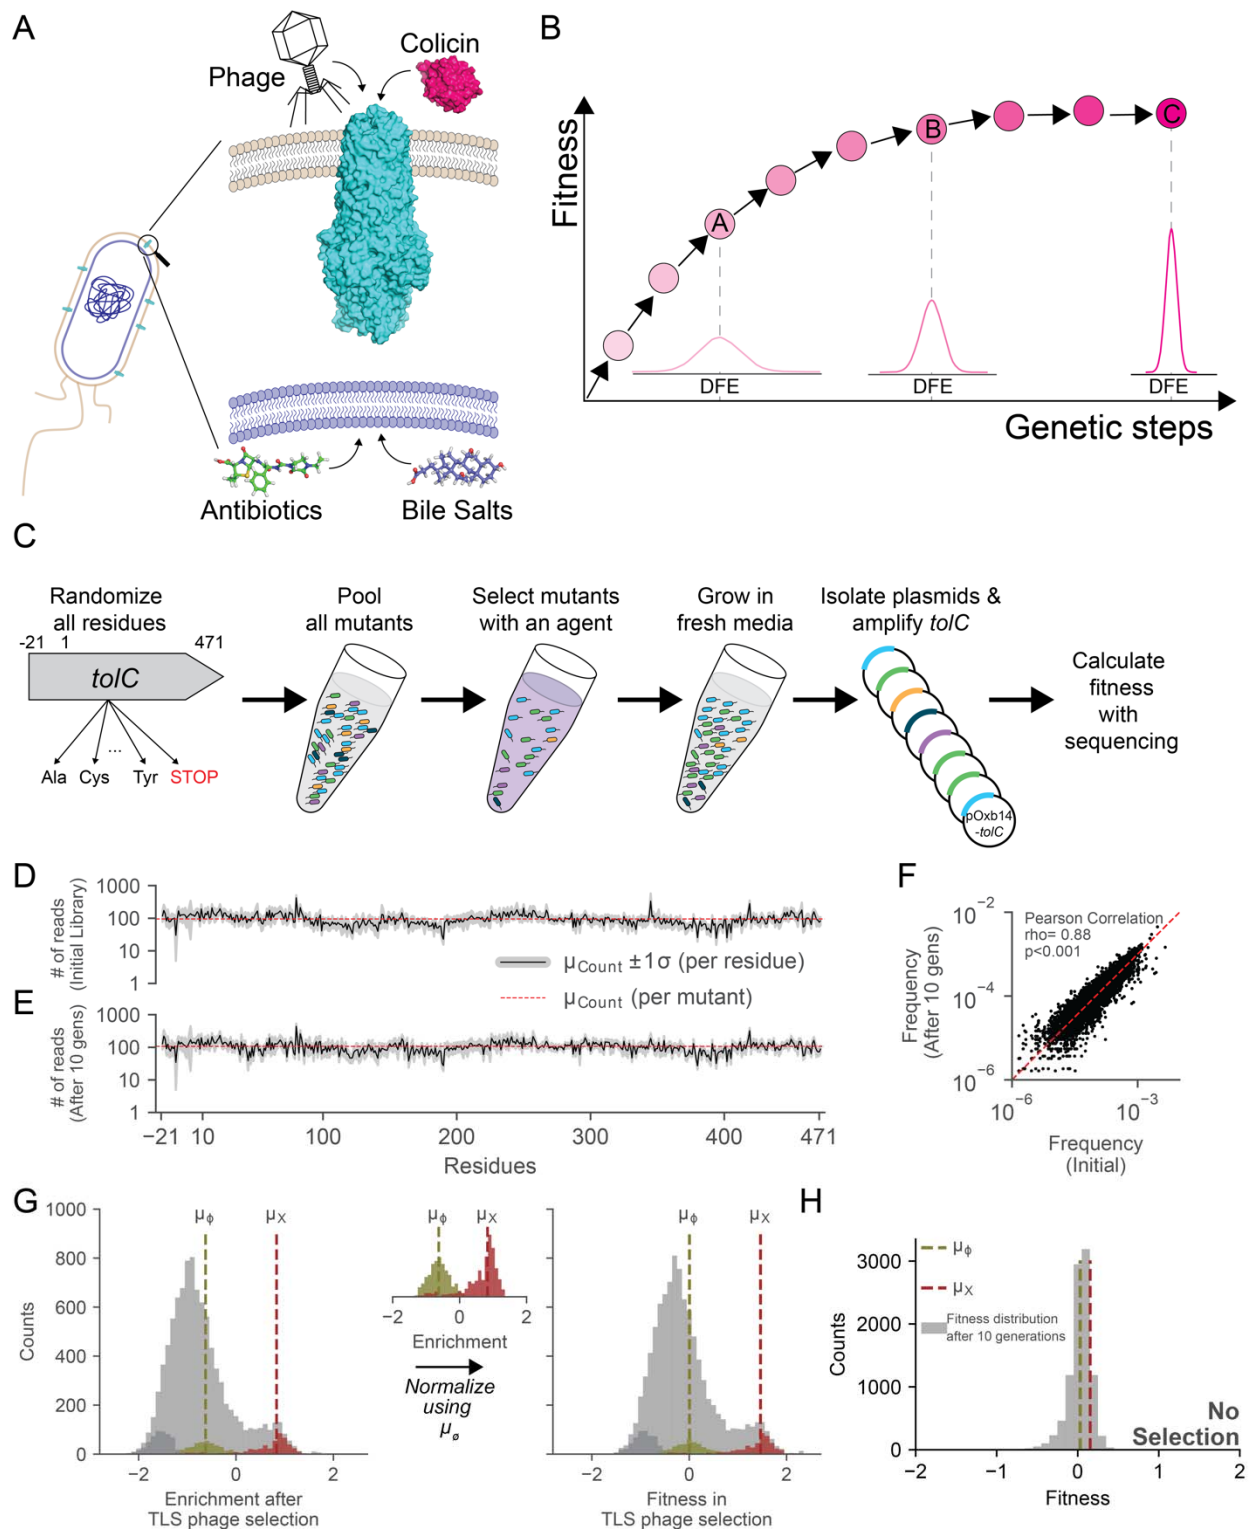 A
Phage
Colicin
Antibiotics
Bile Salts
B
Fitness
A
B
C
DFE
DFE
DFE
Genetic steps
C
Randomize
all residues
-21 1 471
tolC
Ala Cys ... Tyr STOP
Pool
all mutants
Select mutants
with an agent
Grow in
fresh media
Isolate plasmids &
amplify tolC
pOxb14
-tolC
Calculate
fitness
with
sequencing
D
# of reads
(Initial Library)
1000
100
10
1
μCount ±1σ (per residue)
μCount (per mutant)
E
# of reads
(After 10 gens)
1000
100
10
1
−21 10 100 200 300 400 471
Residues
F
Pearson Correlation
rho= 0.88
p<0.001
Frequency
(After 10 gens)
10−2
10−4
10−6
10−6 10−3
Frequency
(Initial)
G
Counts
1000
800
600
400
200
0
μϕ μX
−2 0 2
Enrichment after
TLS phage selection
μϕ μX
−2 0 2
Enrichment
Normalize
using
μø
μϕ μX
−2 0 2
Fitness in
TLS phage selection
H
μϕ
μX
Fitness distribution
after 10 generations
Counts
3000
2000
1000
0
No
Selection
−2 −1 0 1 2
Fitness